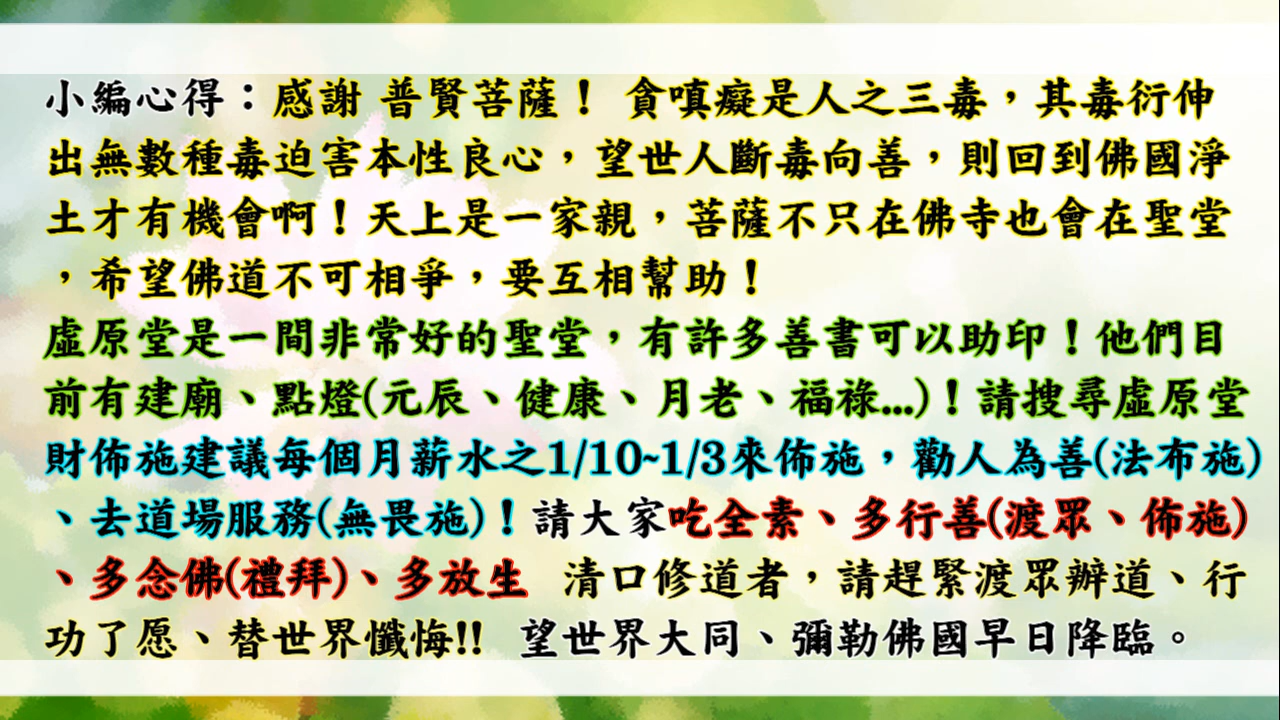 小編心得：感謝 普賢菩薩！ 貪嗔癡是人之三毒，其毒衍伸
出無數種毒迫害本性良心，望世人斷毒向善，則回到佛國淨
土才有機會啊！天上是一家親，菩薩不只在佛寺也會在聖堂
，希望佛道不可相爭，要互相幫助！
虛原堂是一間非常好的聖堂，有許多善書可以助印！他們目
前有建廟、點燈(元辰、健康、月老、福祿...)！請搜尋虛原堂
財佈施建議每個月薪水之1/10~1/3來佈施，勸人為善(法布施)
、去道場服務(無畏施)！請大家吃全素、多行善(渡眾、佈施)
、多念佛(禮拜)、多放生 清口修道者，請趕緊渡眾辦道、行
功了愿、替世界懺悔!! 望世界大同、彌勒佛國早日降臨。